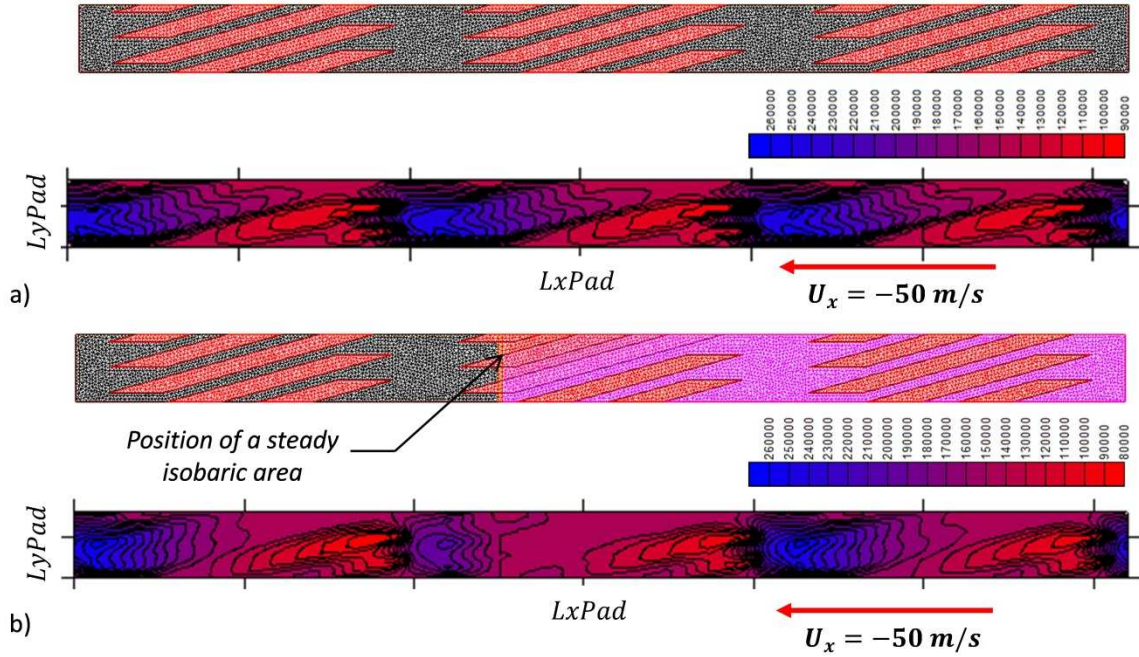 260000 250000 240000 230000 220000 210000 200000 190000 180000 170000 160000 150000 140000 130000 120000 110000 100000 90000
LyPad
LxPad
a)
U_x = −50 m/s
Position of a steady
isobaric area
260000 250000 240000 230000 220000 210000 200000 190000 180000 170000 160000 150000 140000 130000 120000 110000 100000 90000 80000
LyPad
LxPad
b)
U_x = −50 m/s